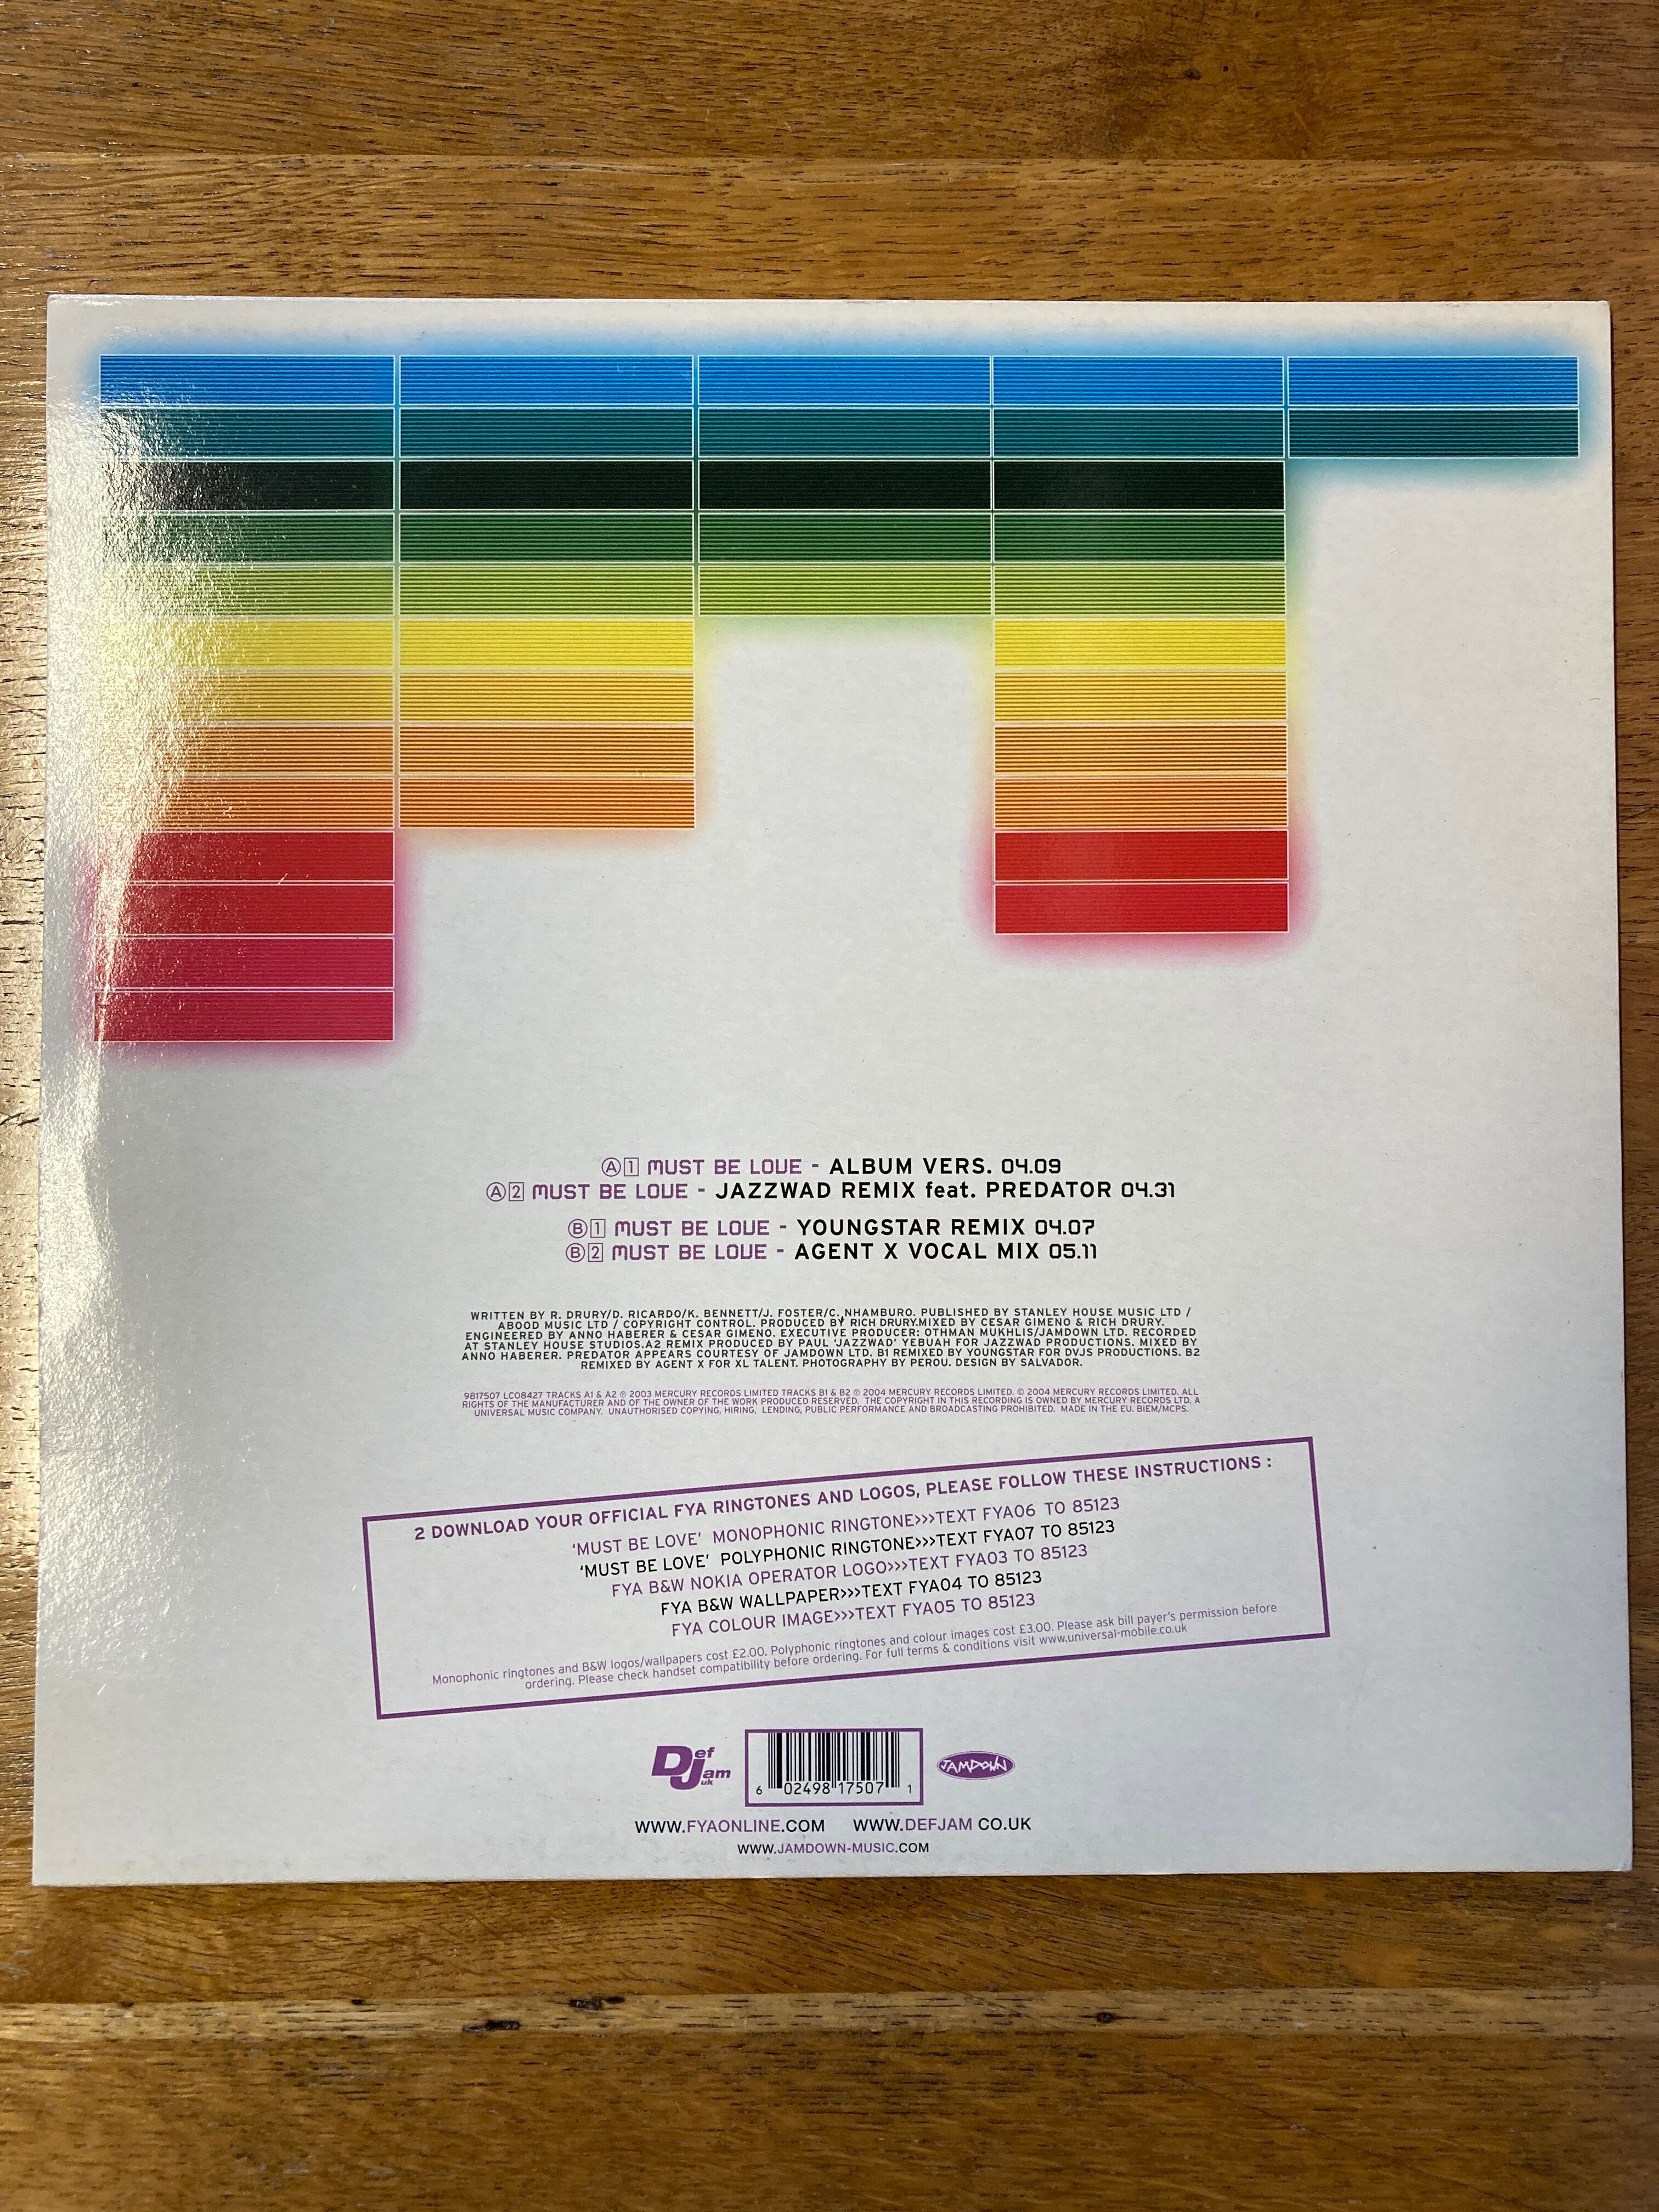 Ⓐ1 MUST BE LOVE - ALBUM VERS. 04.09
Ⓐ2 MUST BE LOVE - JAZZWAD REMIX feat. PREDATOR 04.31
Ⓑ1 MUST BE LOVE - YOUNGSTAR REMIX 04.07
Ⓑ2 MUST BE LOVE - AGENT X VOCAL MIX 05.11
WRITTEN BY R. DRURY/D. RICARDO/K. BENNETT/J. FOSTER/C. NHAMBURO. PUBLISHED BY STANLEY HOUSE MUSIC LTD /
ABOOD MUSIC LTD / COPYRIGHT CONTROL. PRODUCED BY RICH DRURY.MIXED BY CESAR GIMENO & RICH DRURY.
ENGINEERED BY ANNO HABERER & CESAR GIMENO. EXECUTIVE PRODUCER: OTHMAN MUKHLIS/JAMDOWN LTD. RECORDED
AT STANLEY HOUSE STUDIOS.A2 REMIX PRODUCED BY PAUL 'JAZZWAD' YEBUAH FOR JAZZWAD PRODUCTIONS. MIXED BY
ANNO HABERER. PREDATOR APPEARS COURTESY OF JAMDOWN LTD. B1 REMIXED BY YOUNGSTAR FOR DVJS PRODUCTIONS. B2
REMIXED BY AGENT X FOR XL TALENT. PHOTOGRAPHY BY PEROU. DESIGN BY SALVADOR.
9817507 LC08427 TRACKS A1 & A2 ℗ 2003 MERCURY RECORDS LIMITED TRACKS B1 & B2 ℗ 2004 MERCURY RECORDS LIMITED. © 2004 MERCURY RECORDS LIMITED. ALL
RIGHTS OF THE MANUFACTURER AND OF THE OWNER OF THE WORK PRODUCED RESERVED. THE COPYRIGHT IN THIS RECORDING IS OWNED BY MERCURY RECORDS LTD. A
UNIVERSAL MUSIC COMPANY. UNAUTHORISED COPYING, HIRING, LENDING, PUBLIC PERFORMANCE AND BROADCASTING PROHIBITED. MADE IN THE EU. BIEM/MCPS.
2 DOWNLOAD YOUR OFFICIAL FYA RINGTONES AND LOGOS, PLEASE FOLLOW THESE INSTRUCTIONS :
'MUST BE LOVE' MONOPHONIC RINGTONE>>>TEXT FYA06 TO 85123
'MUST BE LOVE' POLYPHONIC RINGTONE>>>TEXT FYA07 TO 85123
FYA B&W NOKIA OPERATOR LOGO>>>TEXT FYA03 TO 85123
FYA B&W WALLPAPER>>>TEXT FYA04 TO 85123
FYA COLOUR IMAGE>>>TEXT FYA05 TO 85123
Monophonic ringtones and B&W logos/wallpapers cost £2.00. Polyphonic ringtones and colour images cost £3.00. Please ask bill payer's permission before
ordering. Please check handset compatibility before ordering. For full terms & conditions visit www.universal-mobile.co.uk
Def Jam uk
6 02498 17507 1
JAMDOWN
WWW.FYAONLINE.COM WWW.DEFJAM CO.UK
WWW.JAMDOWN-MUSIC.COM